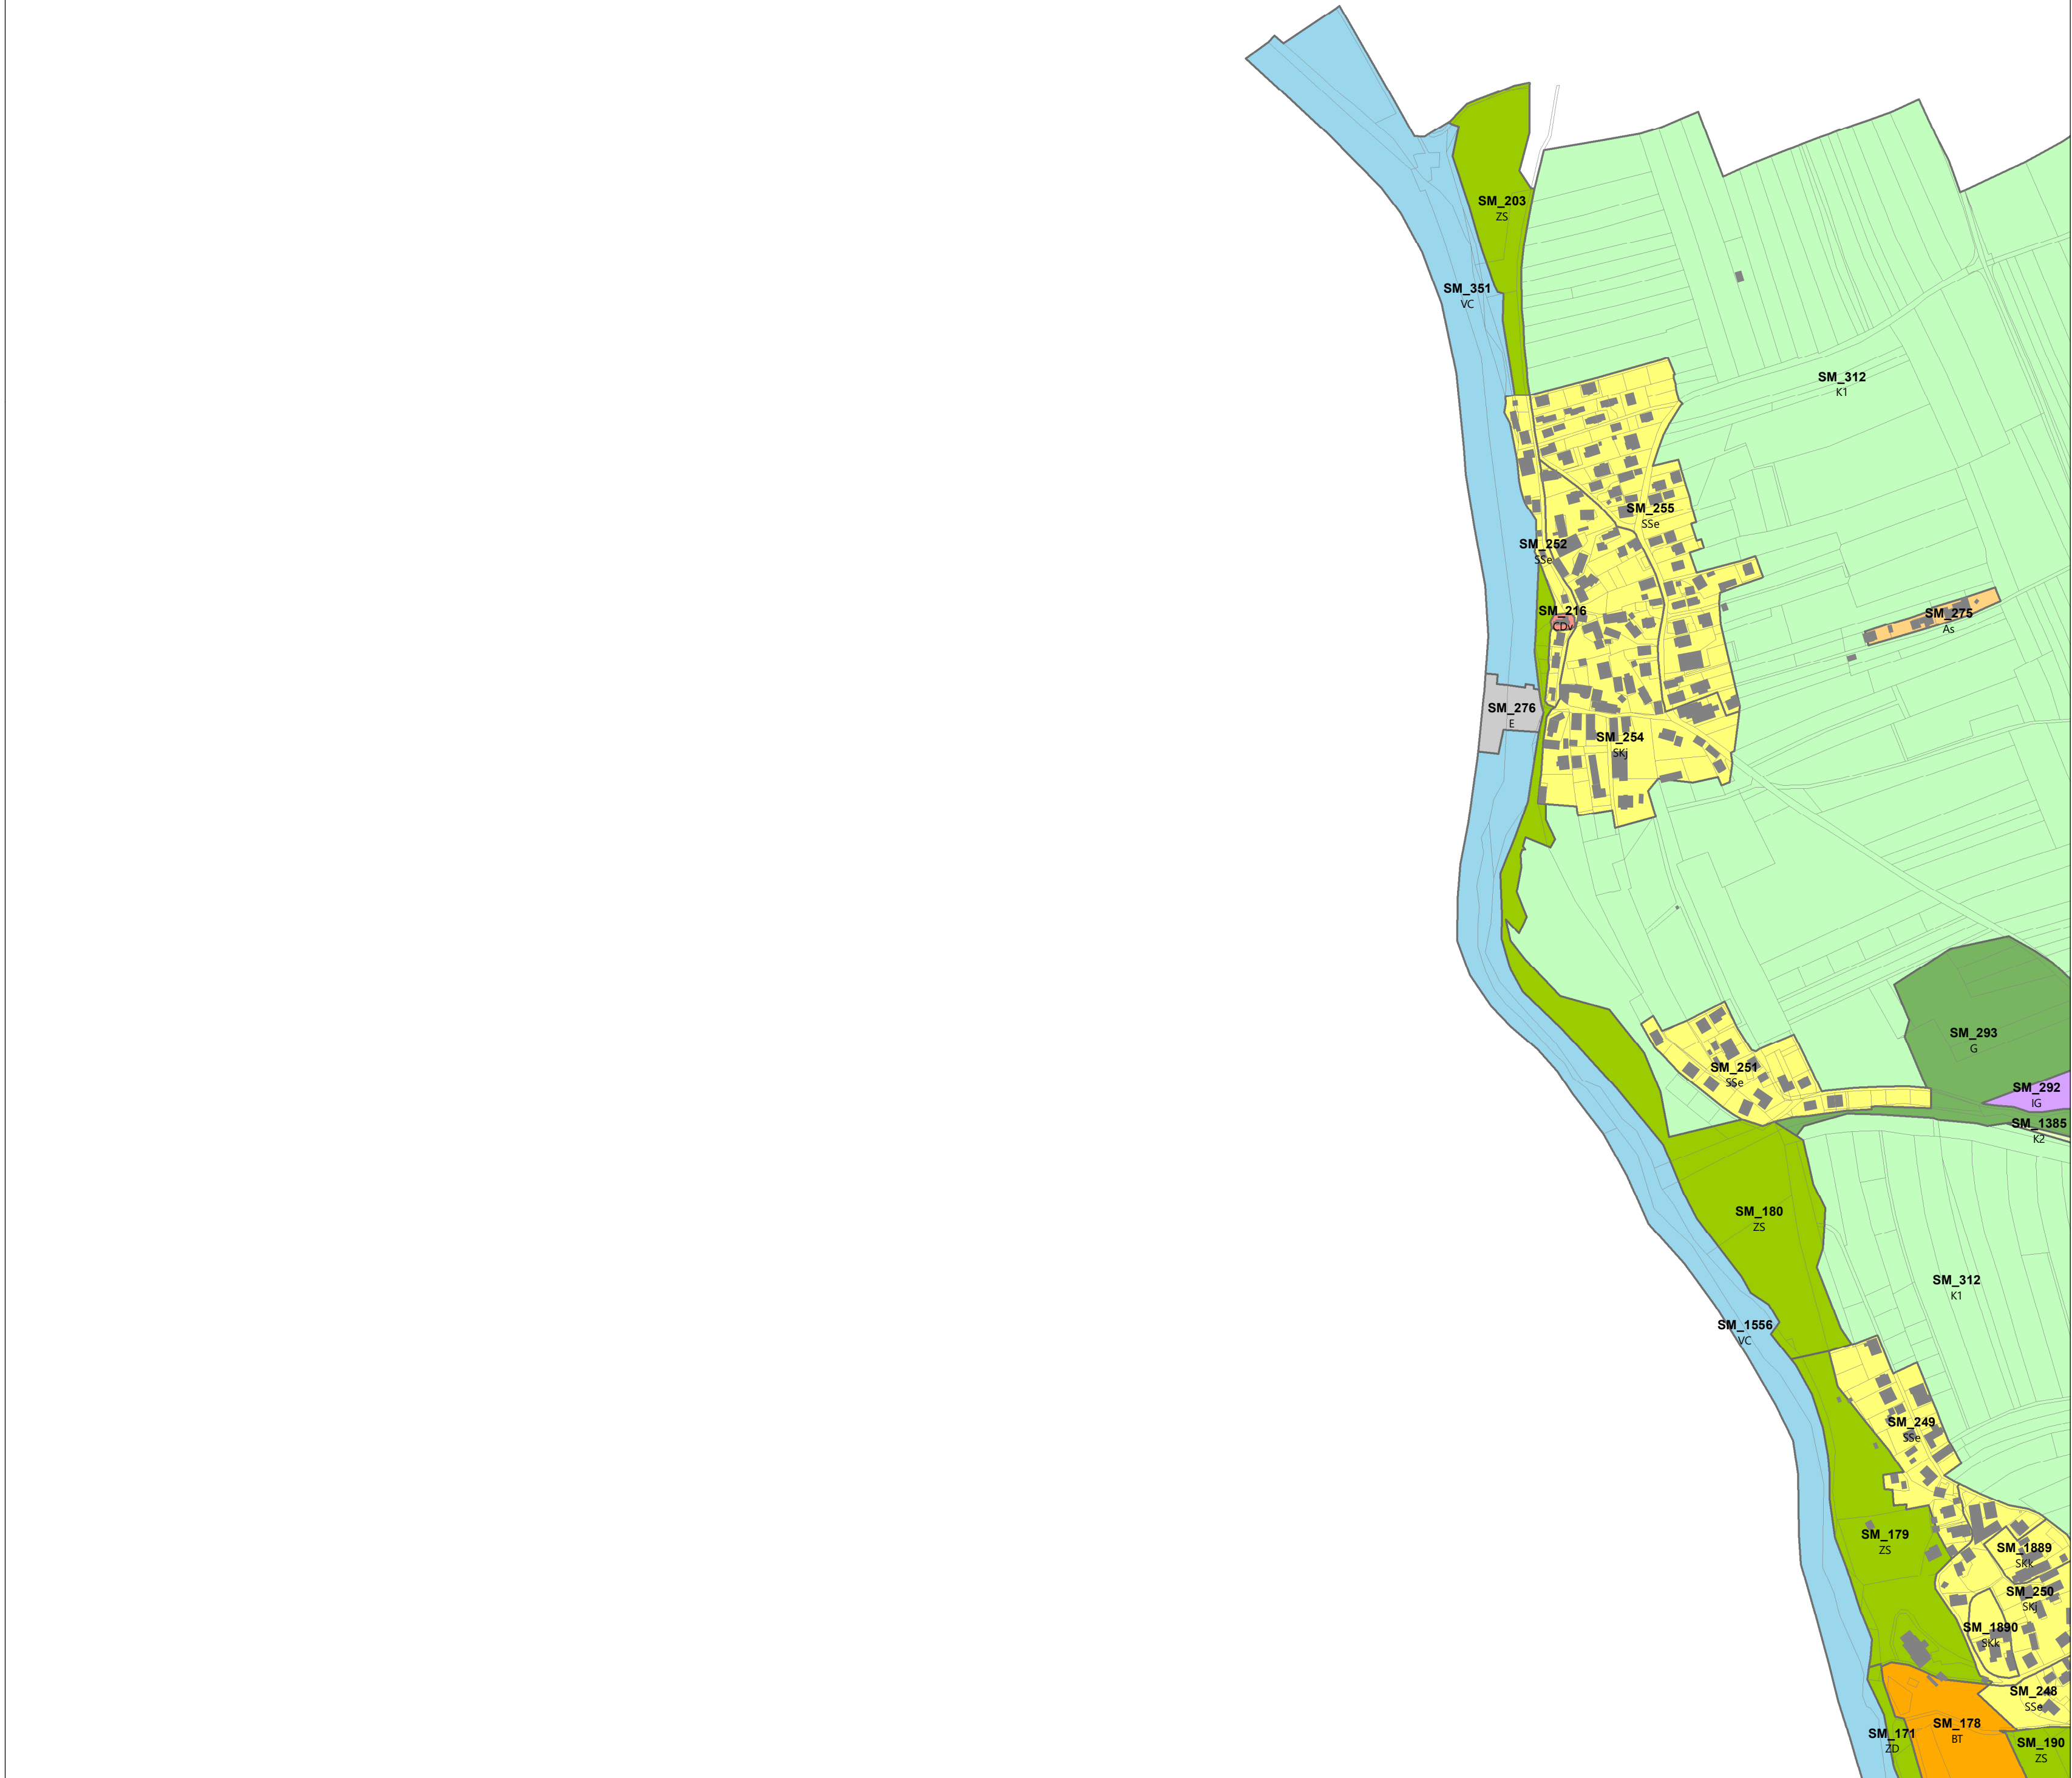 SM_203
ZS
SM_351
VC
SM_312
K1
SM_255
SSe
SM_252
SSe
SM_216
CDv
SM_275
As
SM_276
E
SM_254
SKj
SM_293
G
SM_251
SSe
SM_292
IG
SM_1385
K2
SM_180
ZS
SM_312
K1
SM_1556
VC
SM_249
SSe
SM_179
ZS
SM_1889
SKk
SM_250
SKj
SM_1890
SKk
SM_248
SSe
SM_178
BT
SM_171
ZD
SM_190
ZS